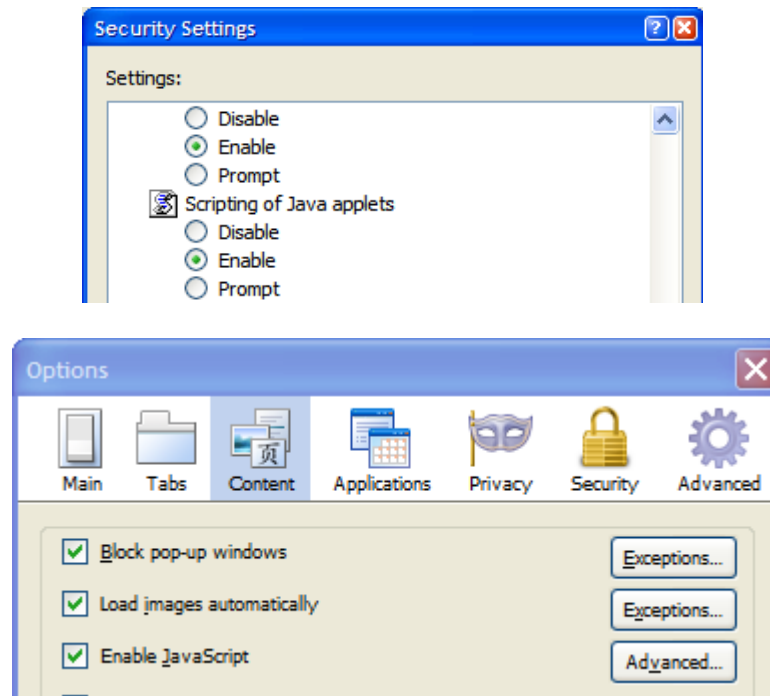 Security Settings
Settings:
Disable
Enable
Prompt
Scripting of Java applets
Disable
Enable
Prompt
Options
页
Main Tabs Content Applications Privacy Security Advanced
Block pop-up windows Exceptions...
Load images automatically Exceptions...
Enable JavaScript Advanced...